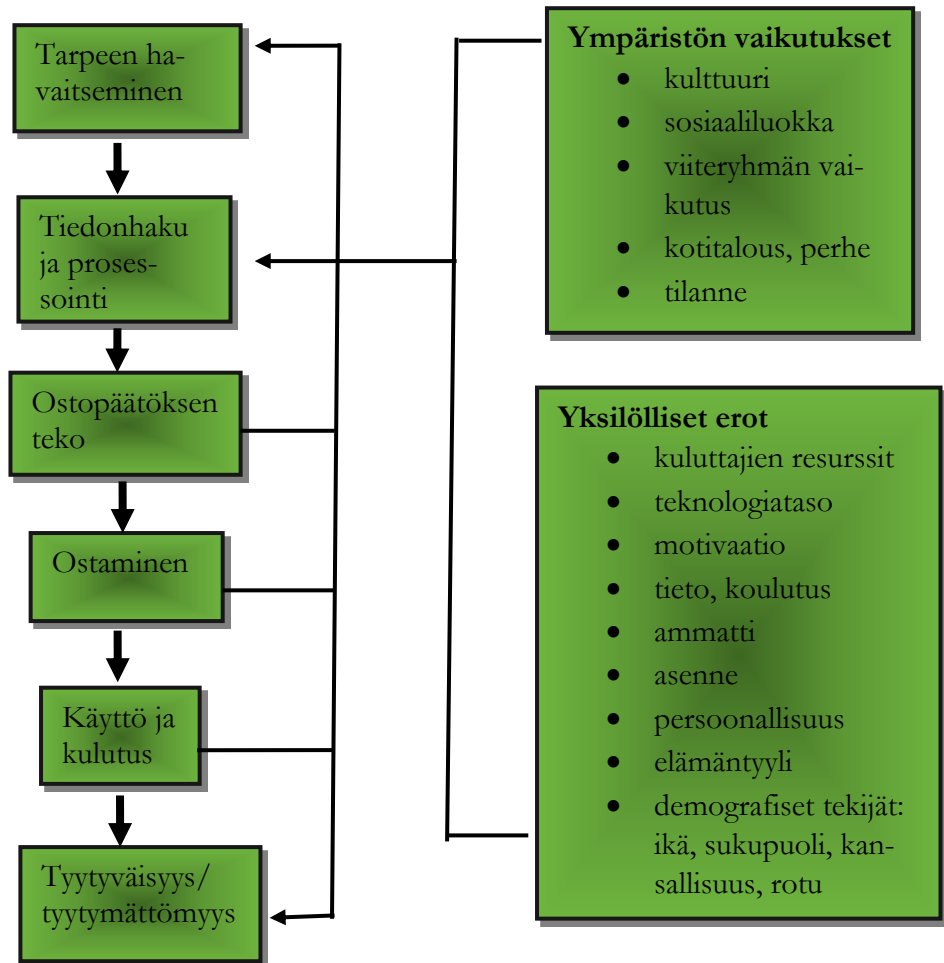 Tarpeen ha-
vaitseminen
Tiedonhaku
ja proses-
sointi
Ostopäätöksen
teko
Ostaminen
Käyttö ja
kulutus
Tyytyväisyys/
tyytymättömyys
Ympäristön vaikutukset
• kulttuuri
• sosiaaliluokka
• viiteryhmän vai-
kutus
• kotitalous, perhe
• tilanne
Yksilölliset erot
• kuluttajien resurssit
• teknologiataso
• motivaatio
• tieto, koulutus
• ammatti
• asenne
• persoonallisuus
• elämäntyyli
• demografiset tekijät:
ikä, sukupuoli, kan-
sallisuus, rotu